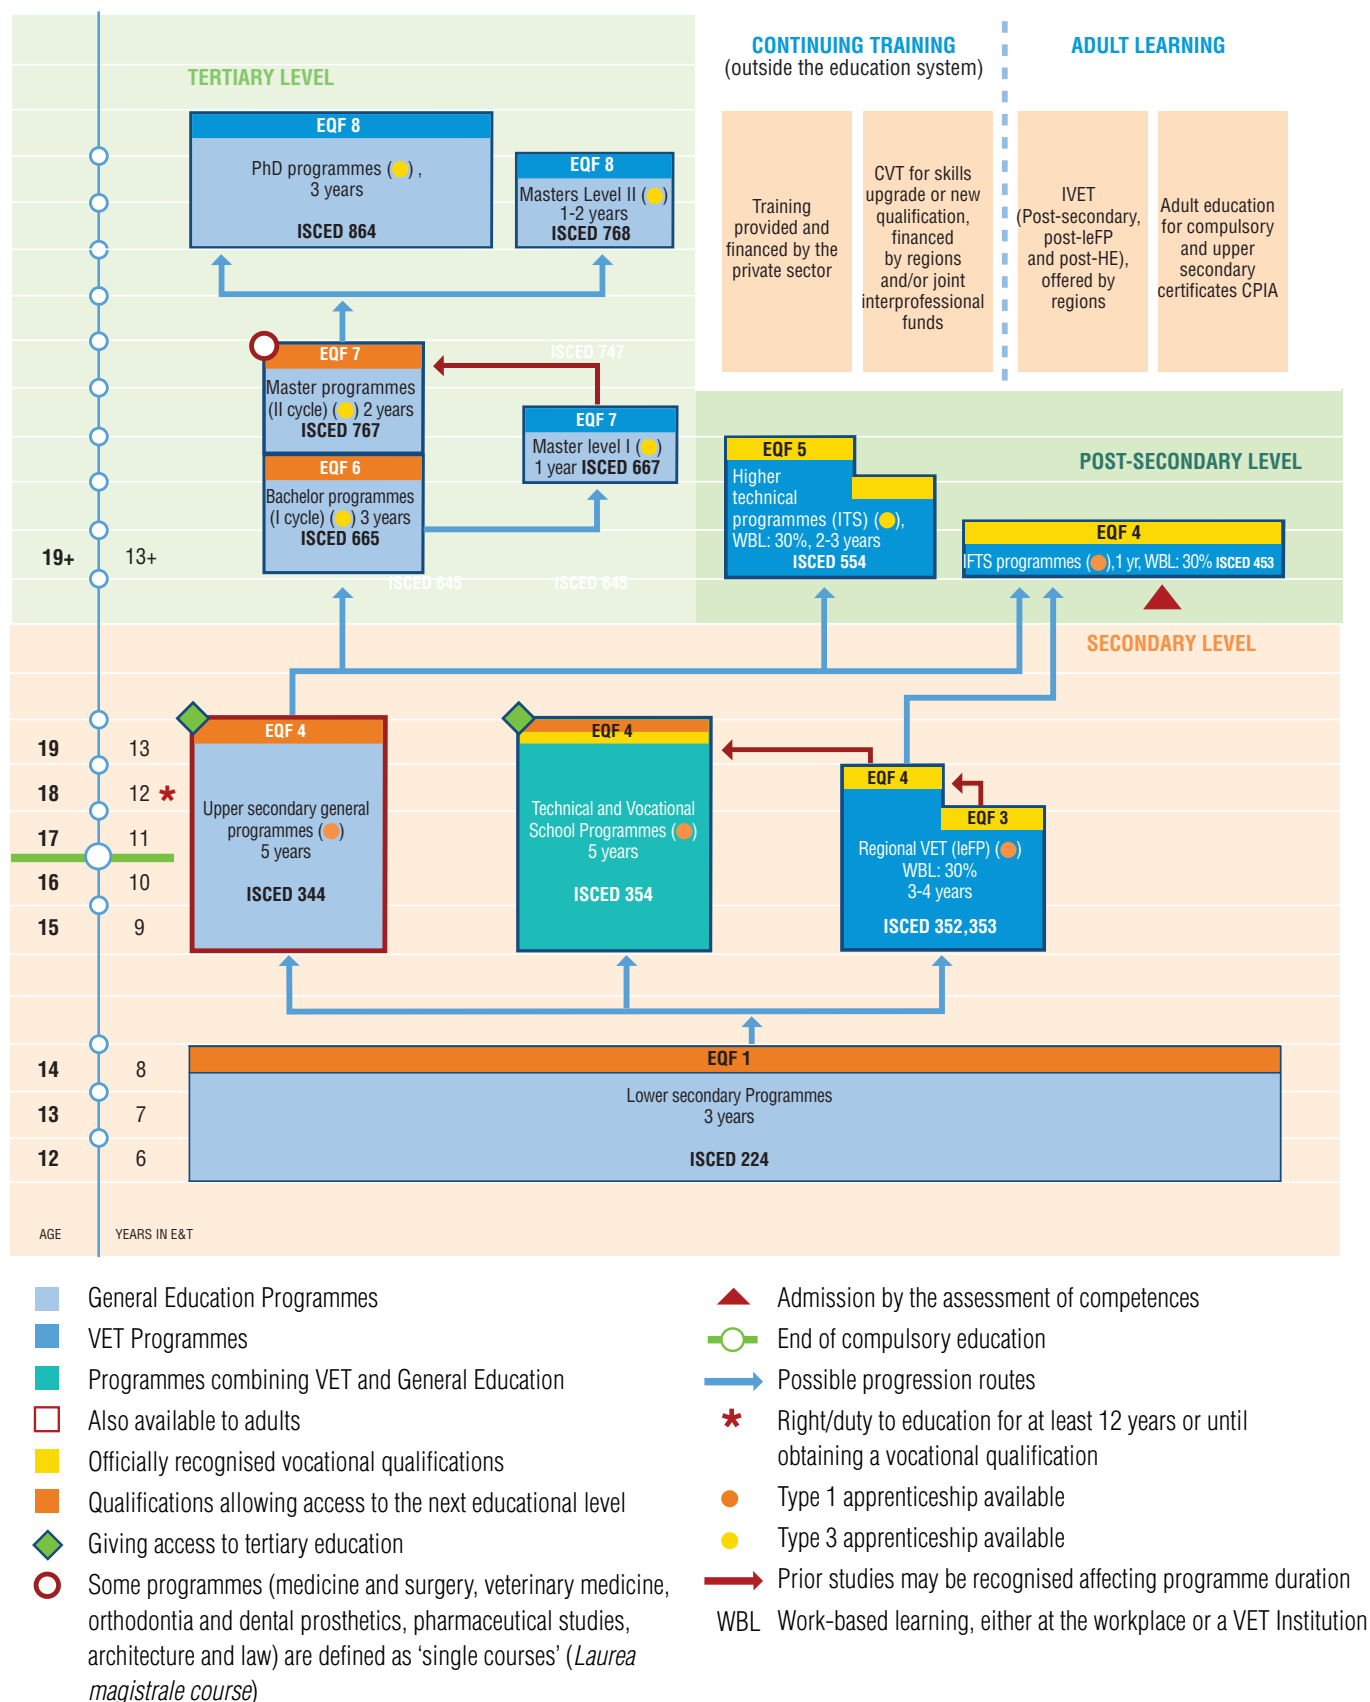 TERTIARY LEVEL
CONTINUING TRAINING
(outside the education system)
ADULT LEARNING
EQF 8
PhD programmes ( ) ,
3 years
ISCED 864
EQF 8
Masters Level II ( )
1-2 years
ISCED 768
Training
provided and
financed by the
private sector
CVT for skills
upgrade or new
qualification,
financed
by regions
and/or joint
interprofessional
funds
IVET
(Post-secondary,
post-IeFP
and post-HE),
offered by
regions
Adult education
for compulsory
and upper
secondary
certificates CPIA
ISCED 747
EQF 7
Master programmes
(II cycle) ( ) 2 years
ISCED 767
EQF 7
Master level I ( )
1 year ISCED 667
EQF 6
Bachelor programmes
(I cycle) ( ) 3 years
ISCED 665
ISCED 645
ISCED 645
POST-SECONDARY LEVEL
EQF 5
Higher
technical
programmes (ITS) ( ),
WBL: 30%, 2-3 years
ISCED 554
EQF 4
IFTS programmes ( ),1 yr, WBL: 30% ISCED 453
19+ 13+
SECONDARY LEVEL
EQF 4
Upper secondary general
programmes ( )
5 years
ISCED 344
EQF 4
Technical and Vocational
School Programmes ( )
5 years
ISCED 354
EQF 4
EQF 3
Regional VET (IeFP) ( )
WBL: 30%
3-4 years
ISCED 352,353
19 13
18 12 *
17 11
16 10
15 9
EQF 1
Lower secondary Programmes
3 years
ISCED 224
14 8
13 7
12 6
AGE YEARS IN E&T
General Education Programmes
VET Programmes
Programmes combining VET and General Education
Also available to adults
Officially recognised vocational qualifications
Qualifications allowing access to the next educational level
Giving access to tertiary education
Some programmes (medicine and surgery, veterinary medicine,
orthodontia and dental prosthetics, pharmaceutical studies,
architecture and law) are defined as ‘single courses’ (Laurea
magistrale course)
Admission by the assessment of competences
End of compulsory education
Possible progression routes
* Right/duty to education for at least 12 years or until
obtaining a vocational qualification
Type 1 apprenticeship available
Type 3 apprenticeship available
Prior studies may be recognised affecting programme duration
WBL Work-based learning, either at the workplace or a VET Institution